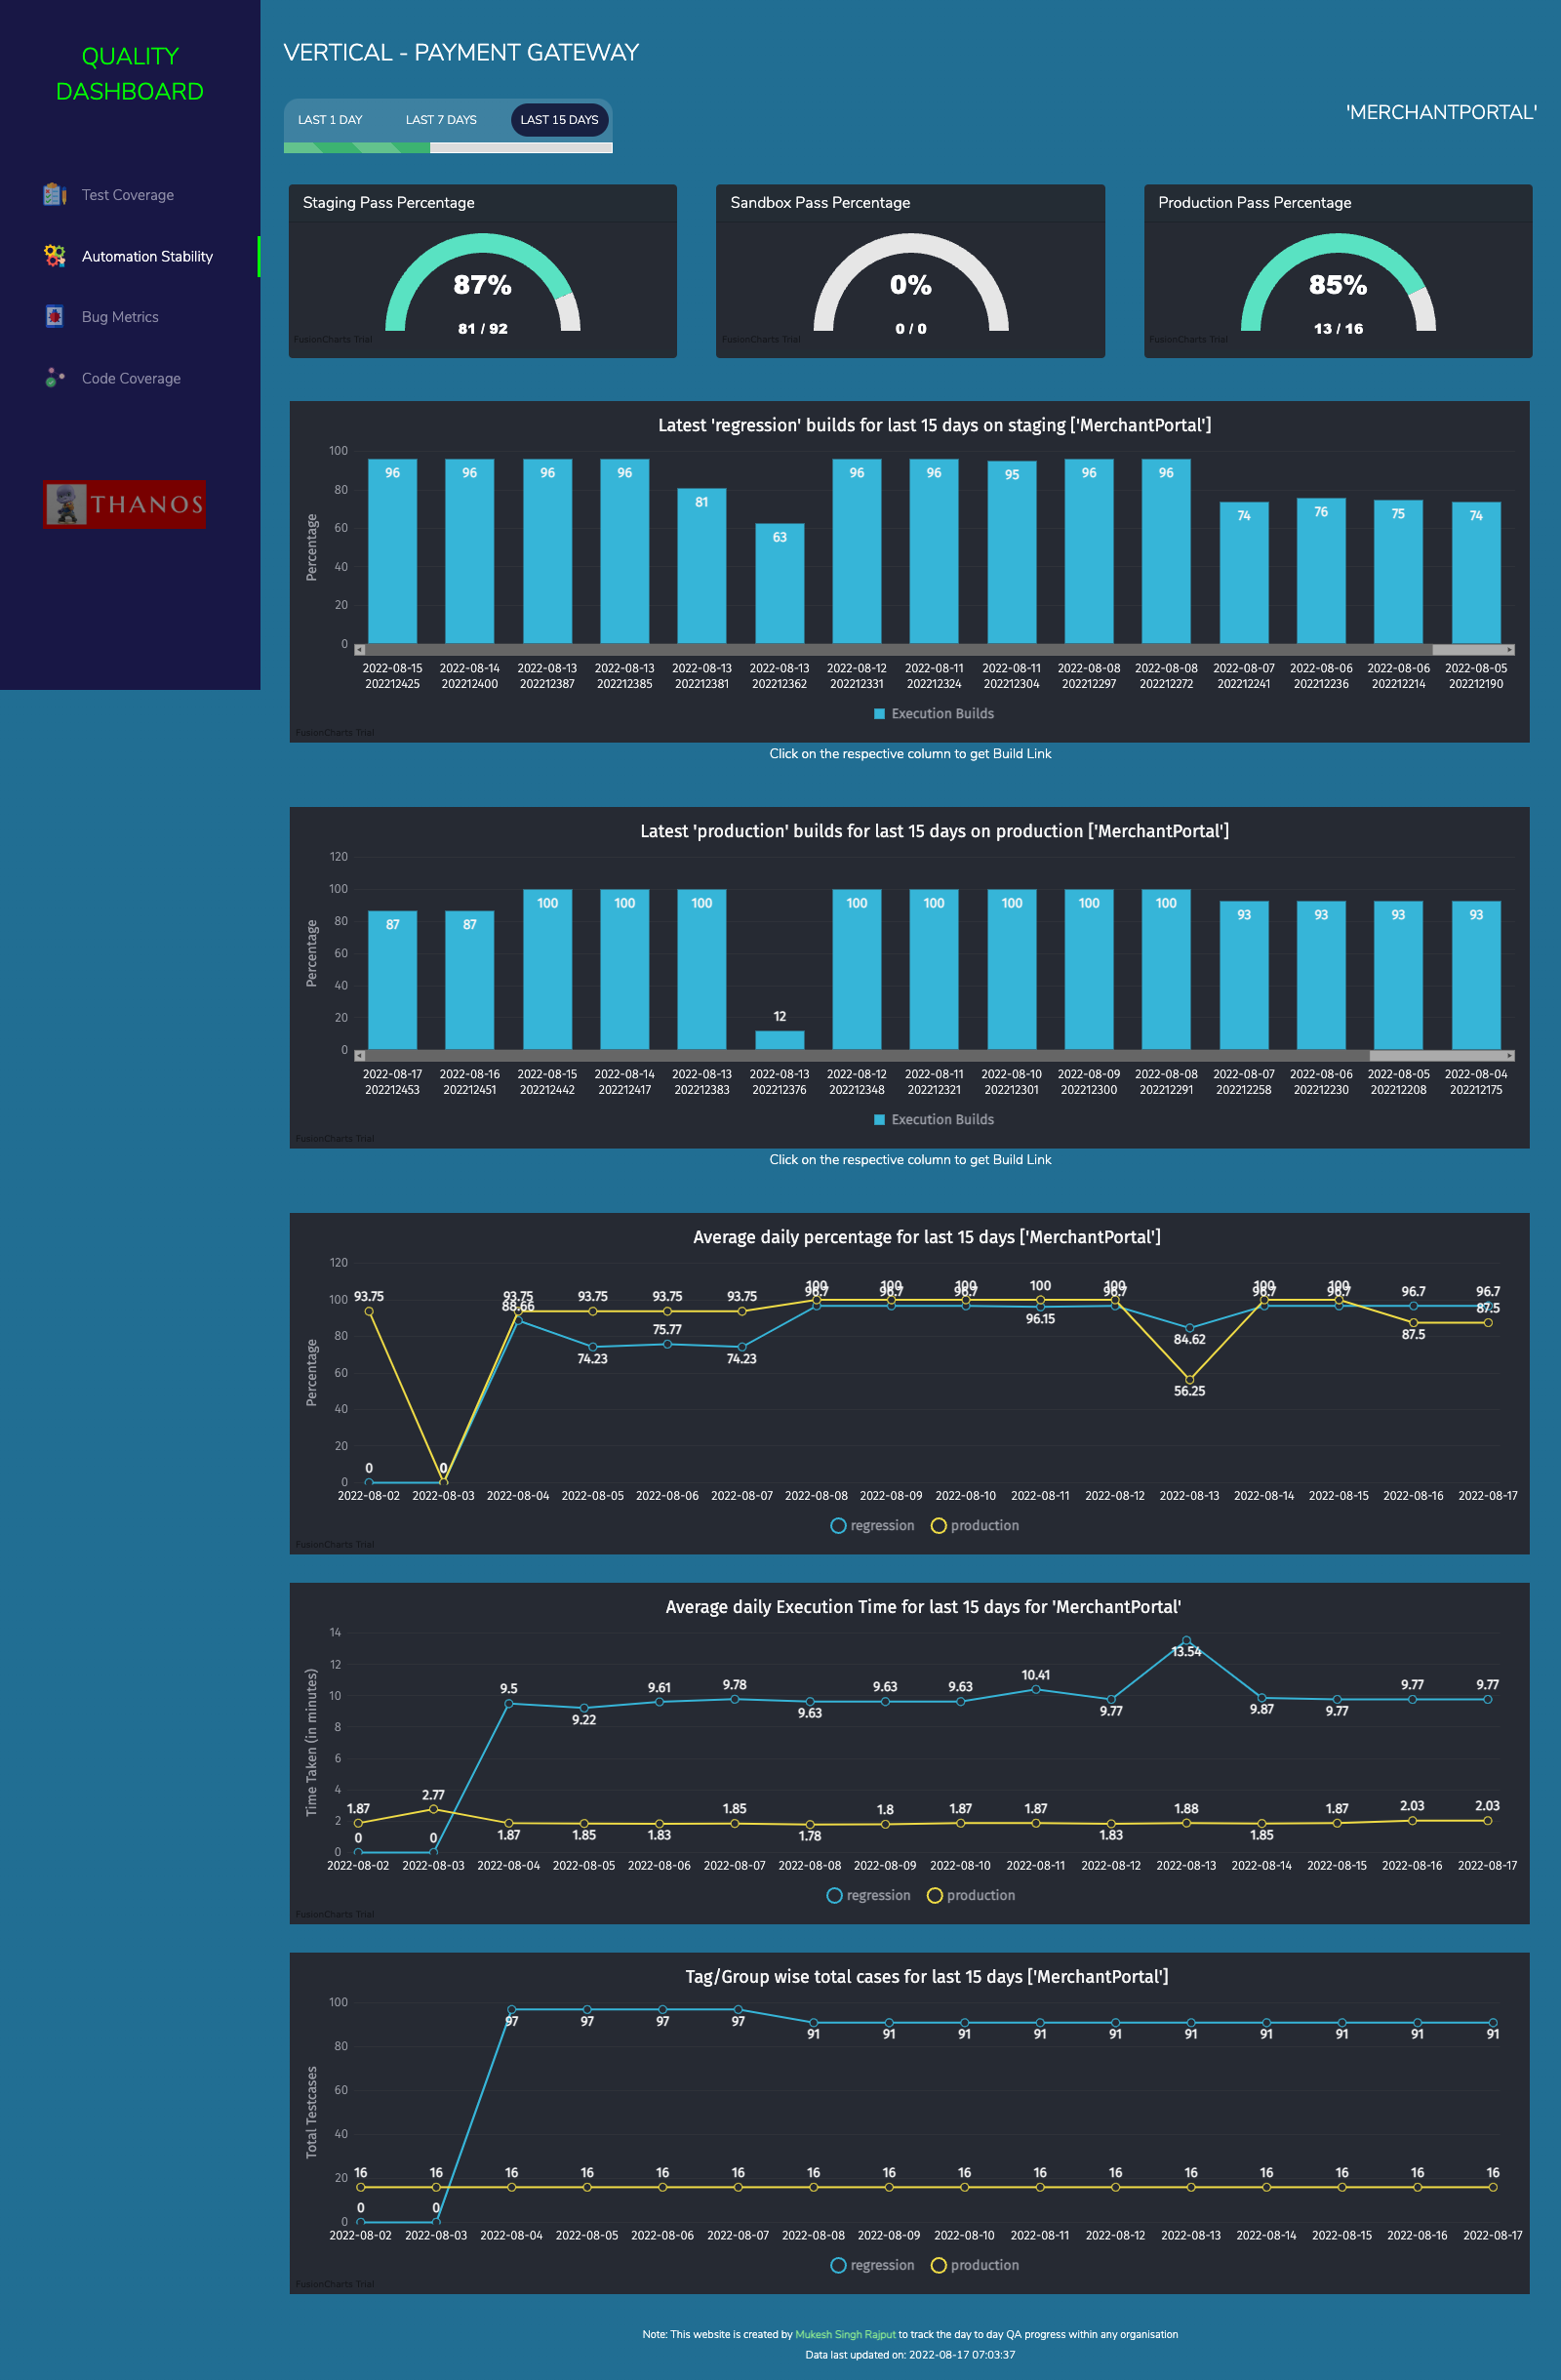 QUALITY
DASHBOARD
Test Coverage
Automation Stability
Bug Metrics
Code Coverage
THANOS
VERTICAL - PAYMENT GATEWAY
LAST 1 DAY LAST 7 DAYS LAST 15 DAYS
'MERCHANTPORTAL'
Staging Pass Percentage
87%
81 / 92
FusionCharts Trial
Sandbox Pass Percentage
0%
0 / 0
FusionCharts Trial
Production Pass Percentage
85%
13 / 16
FusionCharts Trial
Latest 'regression' builds for last 15 days on staging ['MerchantPortal']
Percentage
100
80
60
40
20
0
96 96 96 96 81 63 96 96 95 96 96 74 76 75 74
2022-08-15 2022-08-14 2022-08-13 2022-08-13 2022-08-13 2022-08-13 2022-08-12 2022-08-11 2022-08-11 2022-08-08 2022-08-08 2022-08-07 2022-08-06 2022-08-06 2022-08-05
202212425 202212400 202212387 202212385 202212381 202212362 202212331 202212324 202212304 202212297 202212272 202212241 202212236 202212214 202212190
Execution Builds
FusionCharts Trial
Click on the respective column to get Build Link
Latest 'production' builds for last 15 days on production ['MerchantPortal']
Percentage
120
100
80
60
40
20
0
87 87 100 100 100 12 100 100 100 100 100 93 93 93 93
2022-08-17 2022-08-16 2022-08-15 2022-08-14 2022-08-13 2022-08-13 2022-08-12 2022-08-11 2022-08-10 2022-08-09 2022-08-08 2022-08-07 2022-08-06 2022-08-05 2022-08-04
202212453 202212451 202212442 202212417 202212383 202212376 202212348 202212321 202212301 202212300 202212291 202212258 202212230 202212208 202212175
Execution Builds
FusionCharts Trial
Click on the respective column to get Build Link
Average daily percentage for last 15 days ['MerchantPortal']
Percentage
120
100
80
60
40
20
0
93.75 0 93.75 93.75 93.75 93.75 100 100 100 100 100 56.25 100 100 87.5 87.5
0 88.66 74.23 75.77 74.23 96.7 96.7 96.7 96.15 96.7 84.62 96.7 96.7 96.7 96.7
2022-08-02 2022-08-03 2022-08-04 2022-08-05 2022-08-06 2022-08-07 2022-08-08 2022-08-09 2022-08-10 2022-08-11 2022-08-12 2022-08-13 2022-08-14 2022-08-15 2022-08-16 2022-08-17
regression production
FusionCharts Trial
Average daily Execution Time for last 15 days for 'MerchantPortal'
Time Taken (in minutes)
14
12
10
8
6
4
2
0
0 0 9.5 9.22 9.61 9.78 9.63 9.63 9.63 10.41 9.77 13.54 9.87 9.77 9.77 9.77
1.87 2.77 1.87 1.85 1.83 1.85 1.78 1.8 1.87 1.87 1.83 1.88 1.85 1.87 2.03 2.03
2022-08-02 2022-08-03 2022-08-04 2022-08-05 2022-08-06 2022-08-07 2022-08-08 2022-08-09 2022-08-10 2022-08-11 2022-08-12 2022-08-13 2022-08-14 2022-08-15 2022-08-16 2022-08-17
regression production
FusionCharts Trial
Tag/Group wise total cases for last 15 days ['MerchantPortal']
Total Testcases
100
80
60
40
20
0
97 97 97 97 91 91 91 91 91 91 91 91 91 91
16 16 16 16 16 16 16 16 16 16 16 16 16 16 16 16
0 0
2022-08-02 2022-08-03 2022-08-04 2022-08-05 2022-08-06 2022-08-07 2022-08-08 2022-08-09 2022-08-10 2022-08-11 2022-08-12 2022-08-13 2022-08-14 2022-08-15 2022-08-16 2022-08-17
regression production
FusionCharts Trial
Note: This website is created by Mukesh Singh Rajput to track the day to day QA progress within any organisation
Data last updated on: 2022-08-17 07:03:37